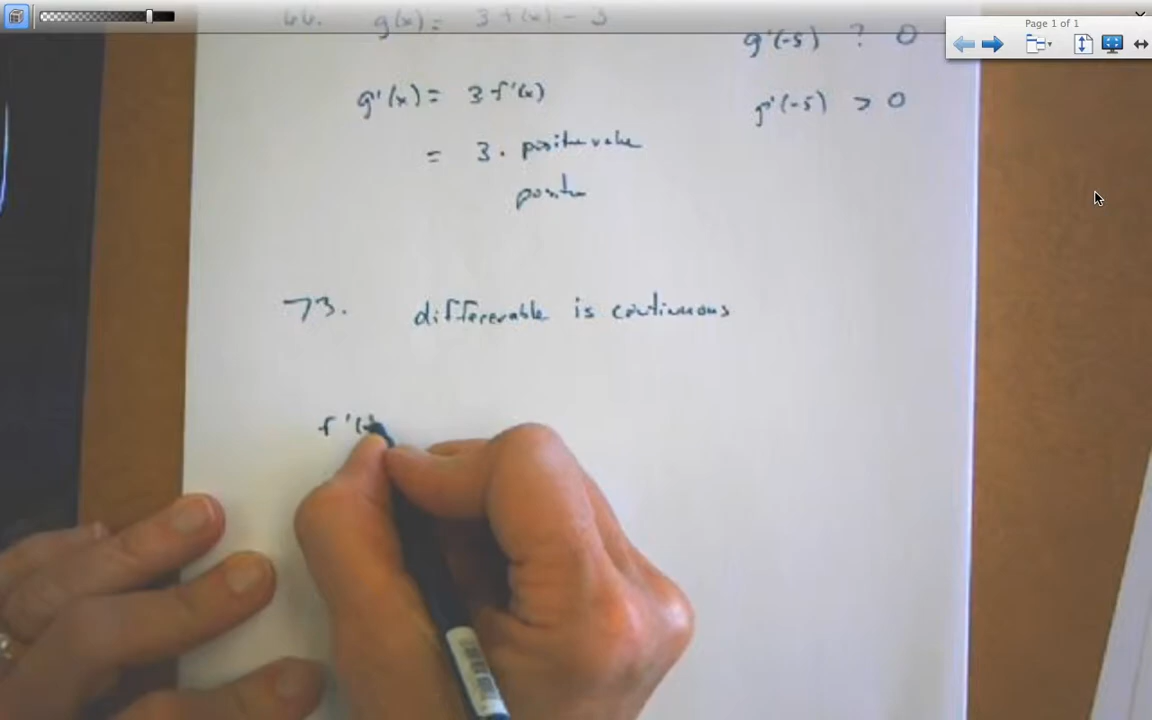 66. g(x) = 3 f(x) - 3
g'(-5) ? 0
Page 1 of 1
g'(x) = 3 f'(x)
g'(-5) > 0
= 3 . positive value
positive
73. differerable is continuous
f '(